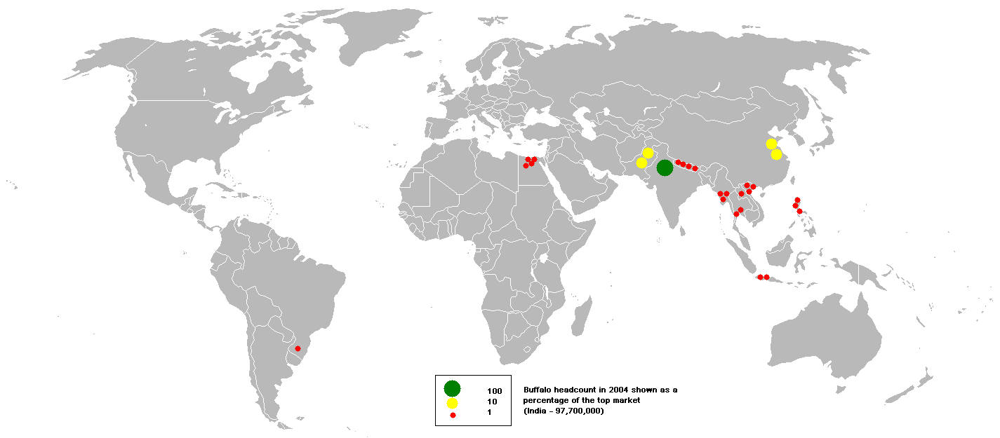 100
10
1
Buffalo headcount in 2004 shown as a
percentage of the top market
(India - 97,700,000)